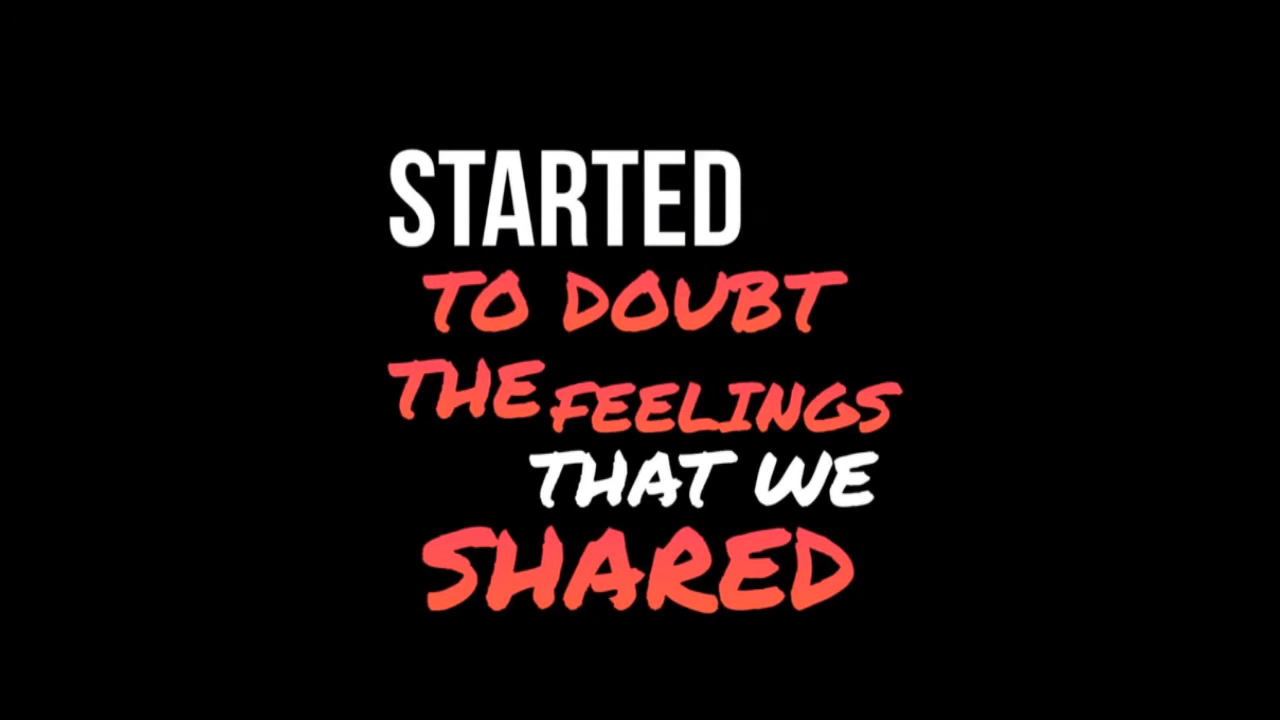 STARTED
TO DOUBT
THE FEELINGS
THAT WE
SHARED